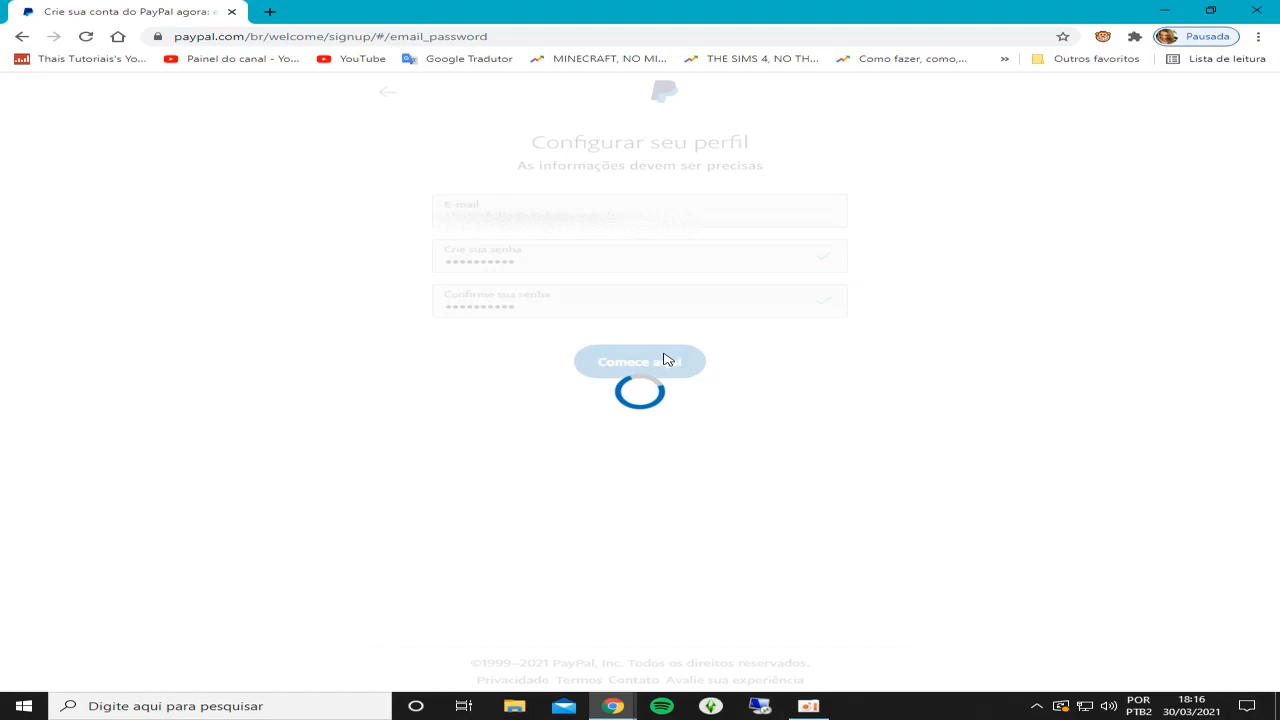 Crie sua conta do PayPal agora: e
paypal.com/br/welcome/signup/#/email_password
Pausada
Thais Tutoriais's Yo...
Painel do canal - Yo...
YouTube
Google Tradutor
MINECRAFT, NO MI...
THE SIMS 4, NO TH...
Como fazer, como,...
»
Outros favoritos
Lista de leitura
Configurar seu perfil
As informações devem ser precisas
E-mail
Crie sua senha
••••••••••
Confirme sua senha
••••••••••
Comece aqui
©1999–2021 PayPal, Inc. Todos os direitos reservados.
Privacidade Termos Contato Avalie sua experiência
Digite aqui para pesquisar
POR
PTB2
18:16
30/03/2021